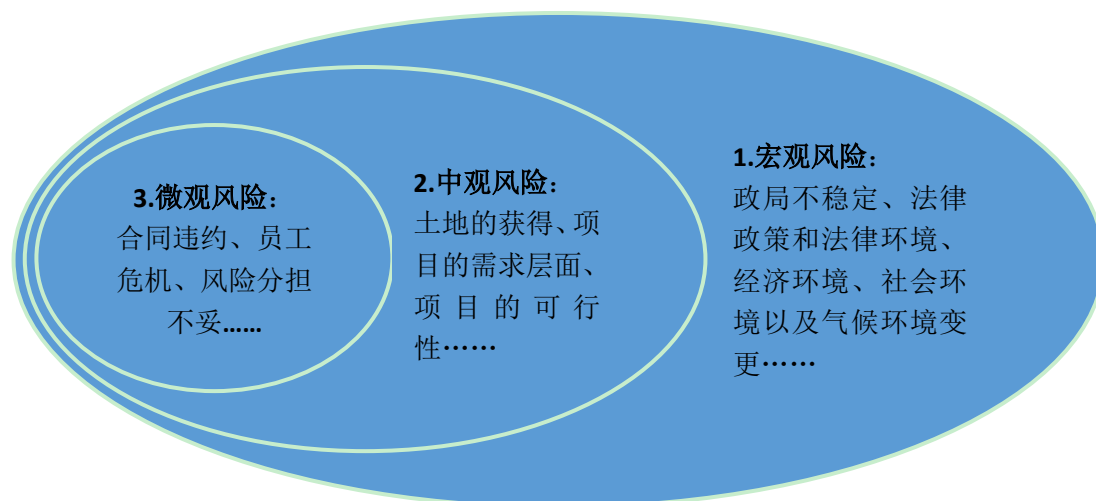 1.宏观风险：
政局不稳定、法律
政策和法律环境、
经济环境、社会环
境以及气候环境变
更……
2.中观风险：
土地的获得、项
目的需求层面、
项目的可行
性……
3.微观风险：
合同违约、员工
危机、风险分担
不妥……